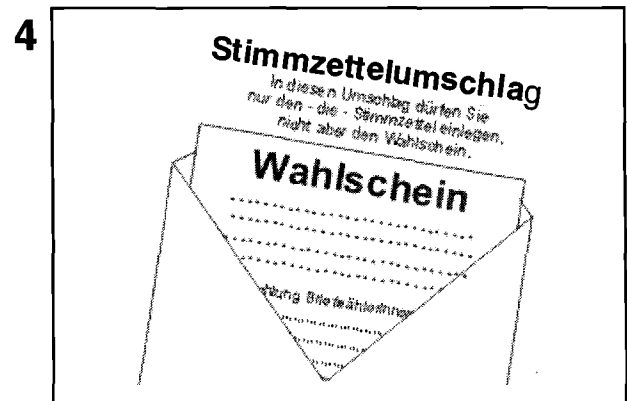 4
Stimmzettelumschlag
In diesen Umschlag dürfen Sie
nur den - die - Stimmzettel einlegen,
nicht aber den Wahlschein.
Wahlschein